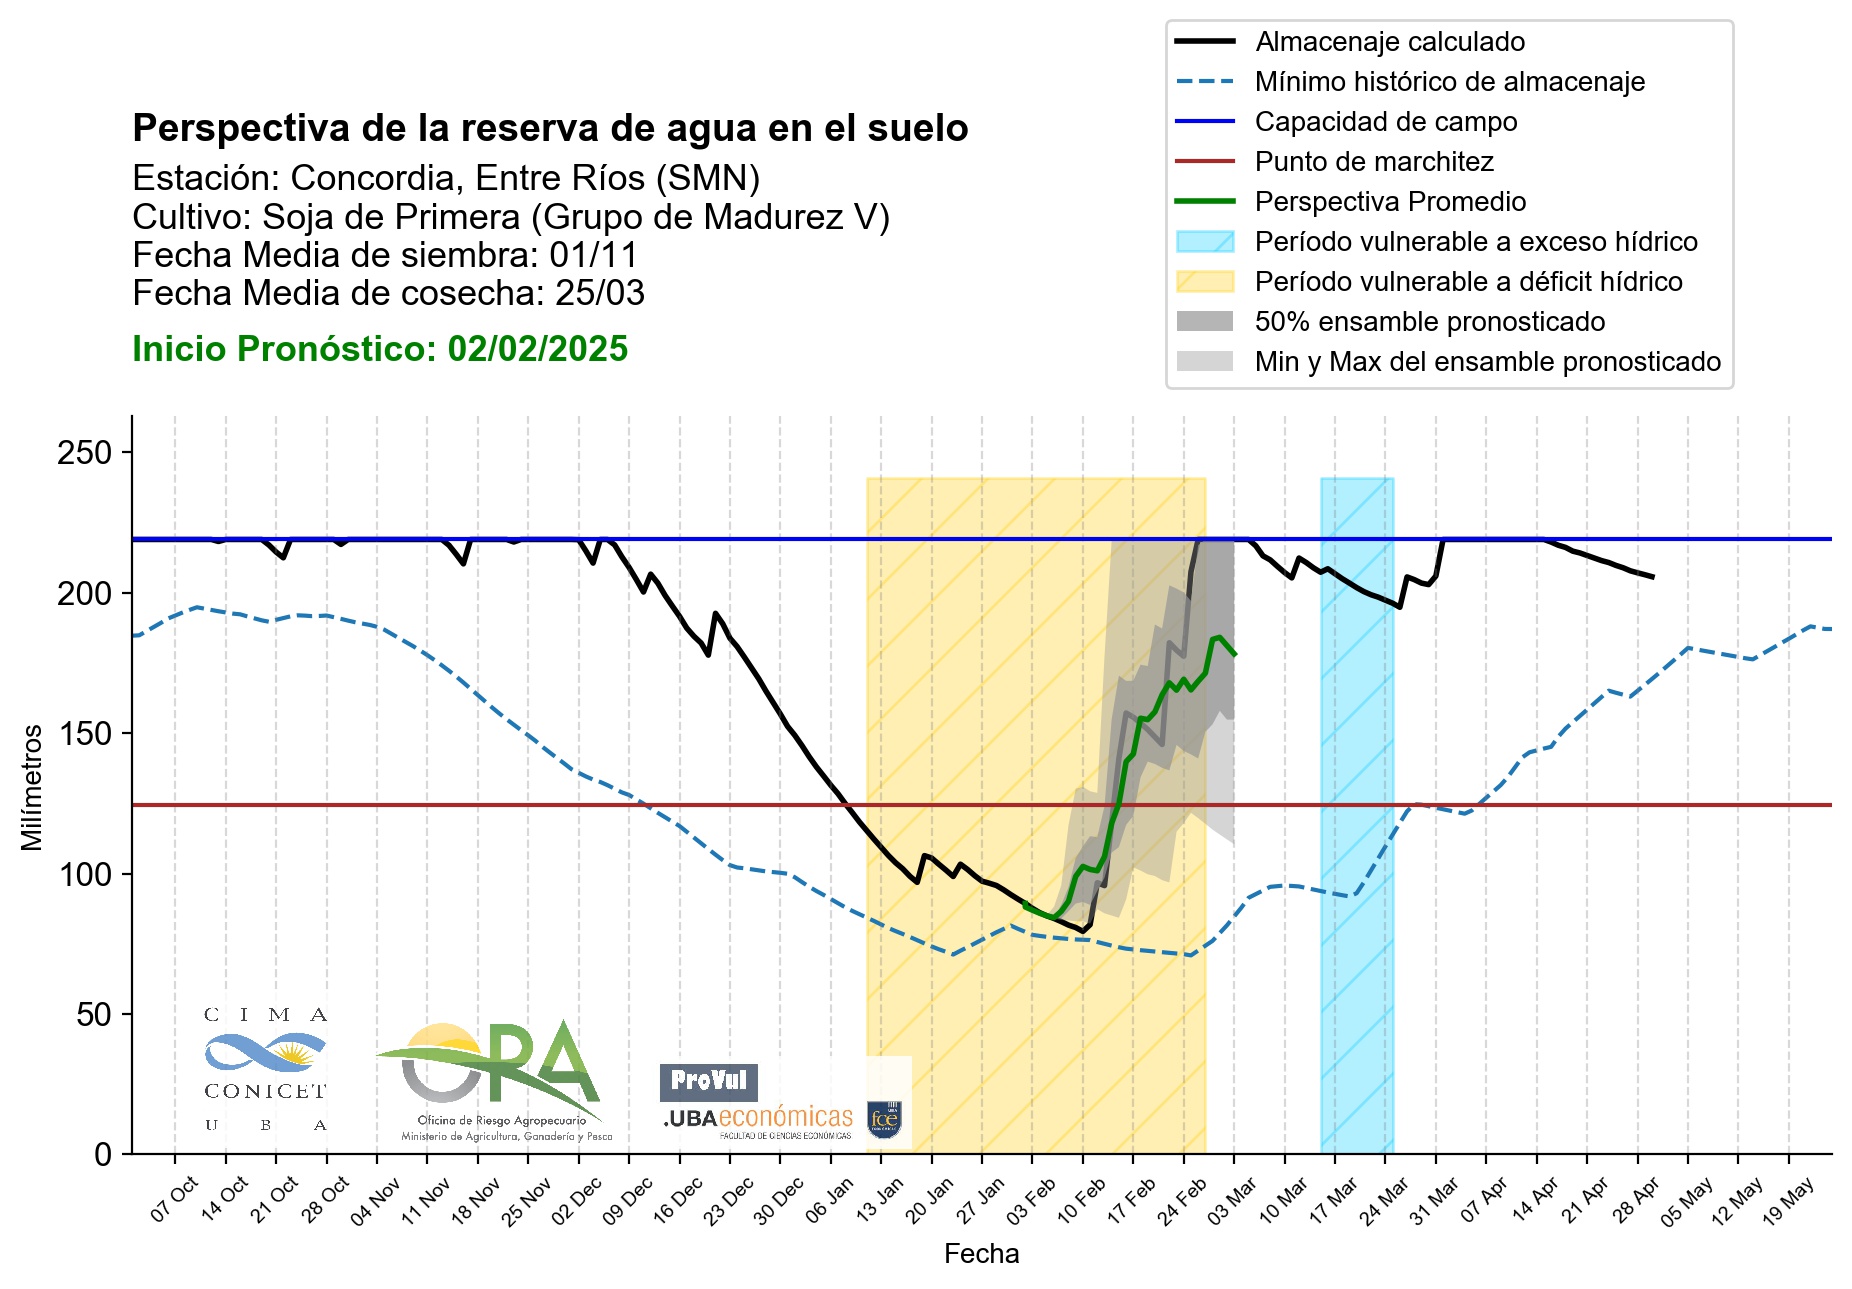 Almacenaje calculado
Mínimo histórico de almacenaje
Capacidad de campo
Punto de marchitez
Perspectiva Promedio
Período vulnerable a exceso hídrico
Período vulnerable a déficit hídrico
50% ensamble pronosticado
Min y Max del ensamble pronosticado
Perspectiva de la reserva de agua en el suelo
Estación: Concordia, Entre Ríos (SMN)
Cultivo: Soja de Primera (Grupo de Madurez V)
Fecha Media de siembra: 01/11
Fecha Media de cosecha: 25/03
Inicio Pronóstico: 02/02/2025
250
200
150
100
50
0
Milímetros
CIMA
CONICET
UBA
OPA
Oficina de Riesgo Agropecuario
Ministerio de Agricultura, Ganadería y Pesca
ProVul
.UBAeconómicas
FACULTAD DE CIENCIAS ECONÓMICAS
UBA
fce
07 Oct
14 Oct
21 Oct
28 Oct
04 Nov
11 Nov
18 Nov
25 Nov
02 Dec
09 Dec
16 Dec
23 Dec
30 Dec
06 Jan
13 Jan
20 Jan
27 Jan
03 Feb
10 Feb
17 Feb
24 Feb
03 Mar
10 Mar
17 Mar
24 Mar
31 Mar
07 Apr
14 Apr
21 Apr
28 Apr
05 May
12 May
19 May
Fecha